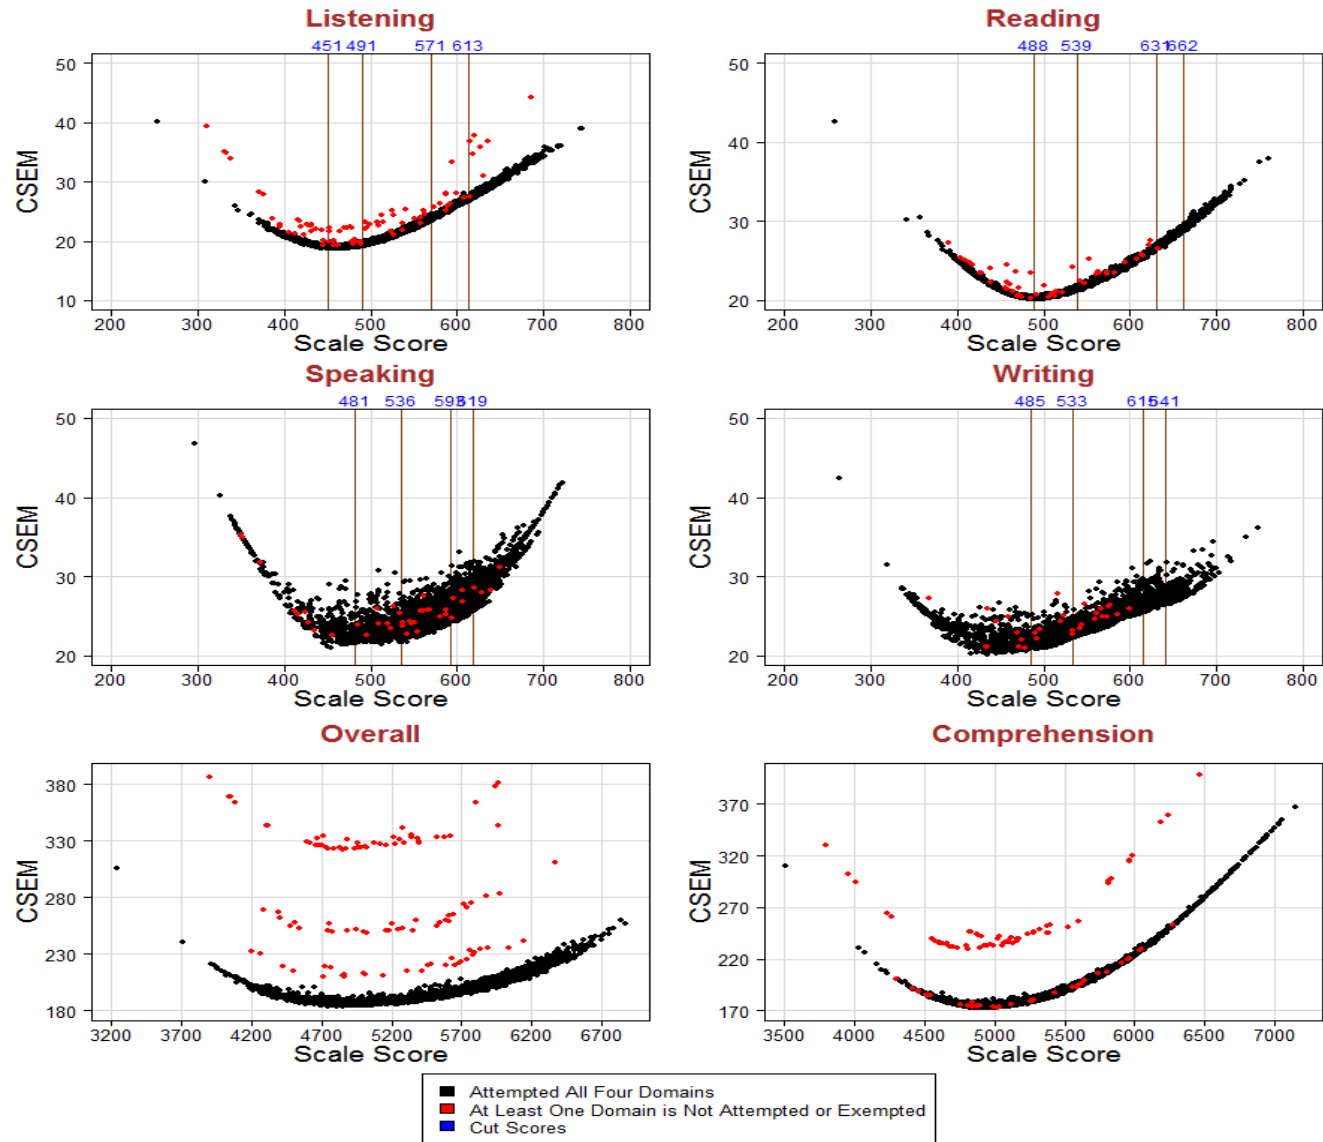 Listening
451 491 571 613
CSEM
50
40
30
20
10
200 300 400 500 600 700 800
Scale Score
Reading
488 539 631 662
CSEM
50
40
30
20
200 300 400 500 600 700 800
Scale Score
Speaking
481 536 593 619
CSEM
50
40
30
20
200 300 400 500 600 700 800
Scale Score
Writing
485 533 615 641
CSEM
50
40
30
20
200 300 400 500 600 700 800
Scale Score
Overall
CSEM
380
330
280
230
180
3200 3700 4200 4700 5200 5700 6200 6700
Scale Score
Comprehension
CSEM
370
320
270
220
170
3500 4000 4500 5000 5500 6000 6500 7000
Scale Score
Attempted All Four Domains
At Least One Domain is Not Attempted or Exempted
Cut Scores